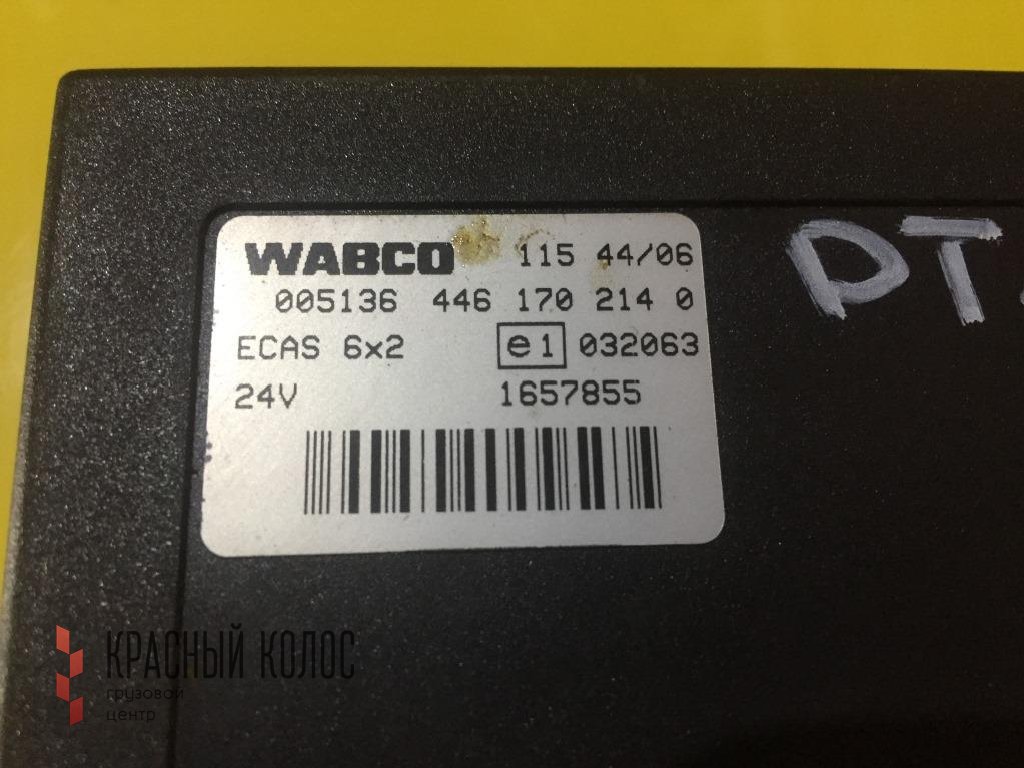 WABCO 115 44/06
005136 446 170 214 0
ECAS 6x2 e1 032063
24V 1657855
DT
КРАСНЫЙ КОЛОС
грузовой
центр